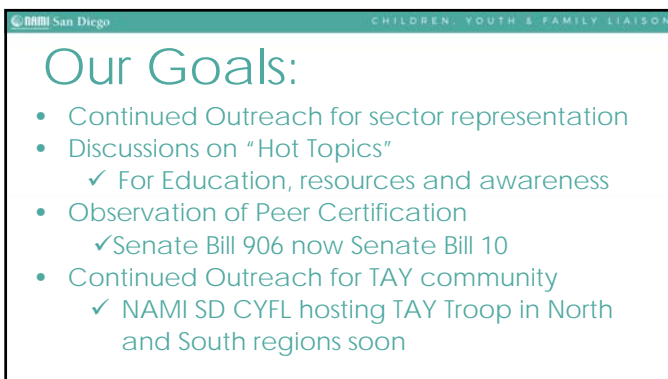 NAMI San Diego CHILDREN, YOUTH & FAMILY LIAISON
Our Goals:
• Continued Outreach for sector representation
• Discussions on “Hot Topics”
✓ For Education, resources and awareness
• Observation of Peer Certification
✓Senate Bill 906 now Senate Bill 10
• Continued Outreach for TAY community
✓ NAMI SD CYFL hosting TAY Troop in North
and South regions soon